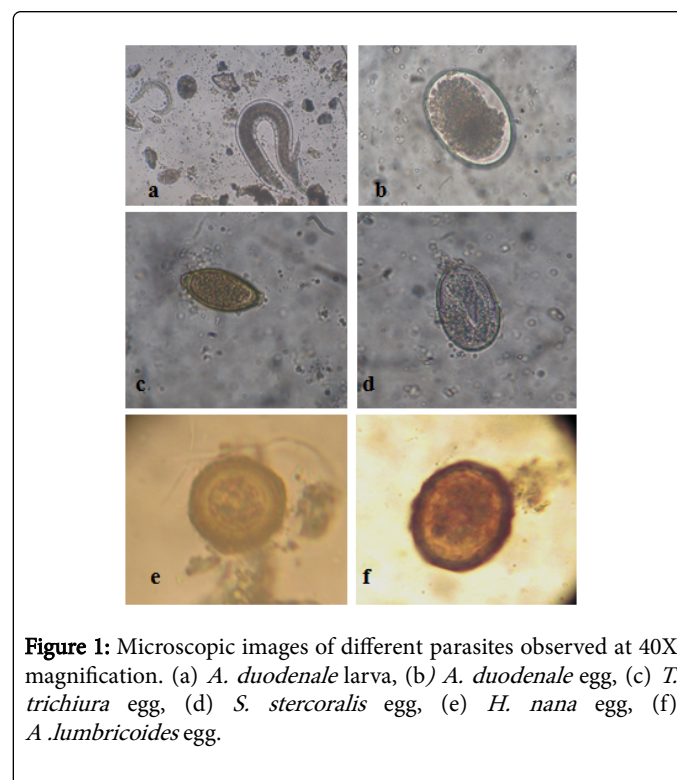 a b
c d
e f
Figure 1: Microscopic images of different parasites observed at 40X
magnification. (a) A. duodenale larva, (b) A. duodenale egg, (c) T.
trichiura egg, (d) S. stercoralis egg, (e) H. nana egg, (f)
A .lumbricoides egg.